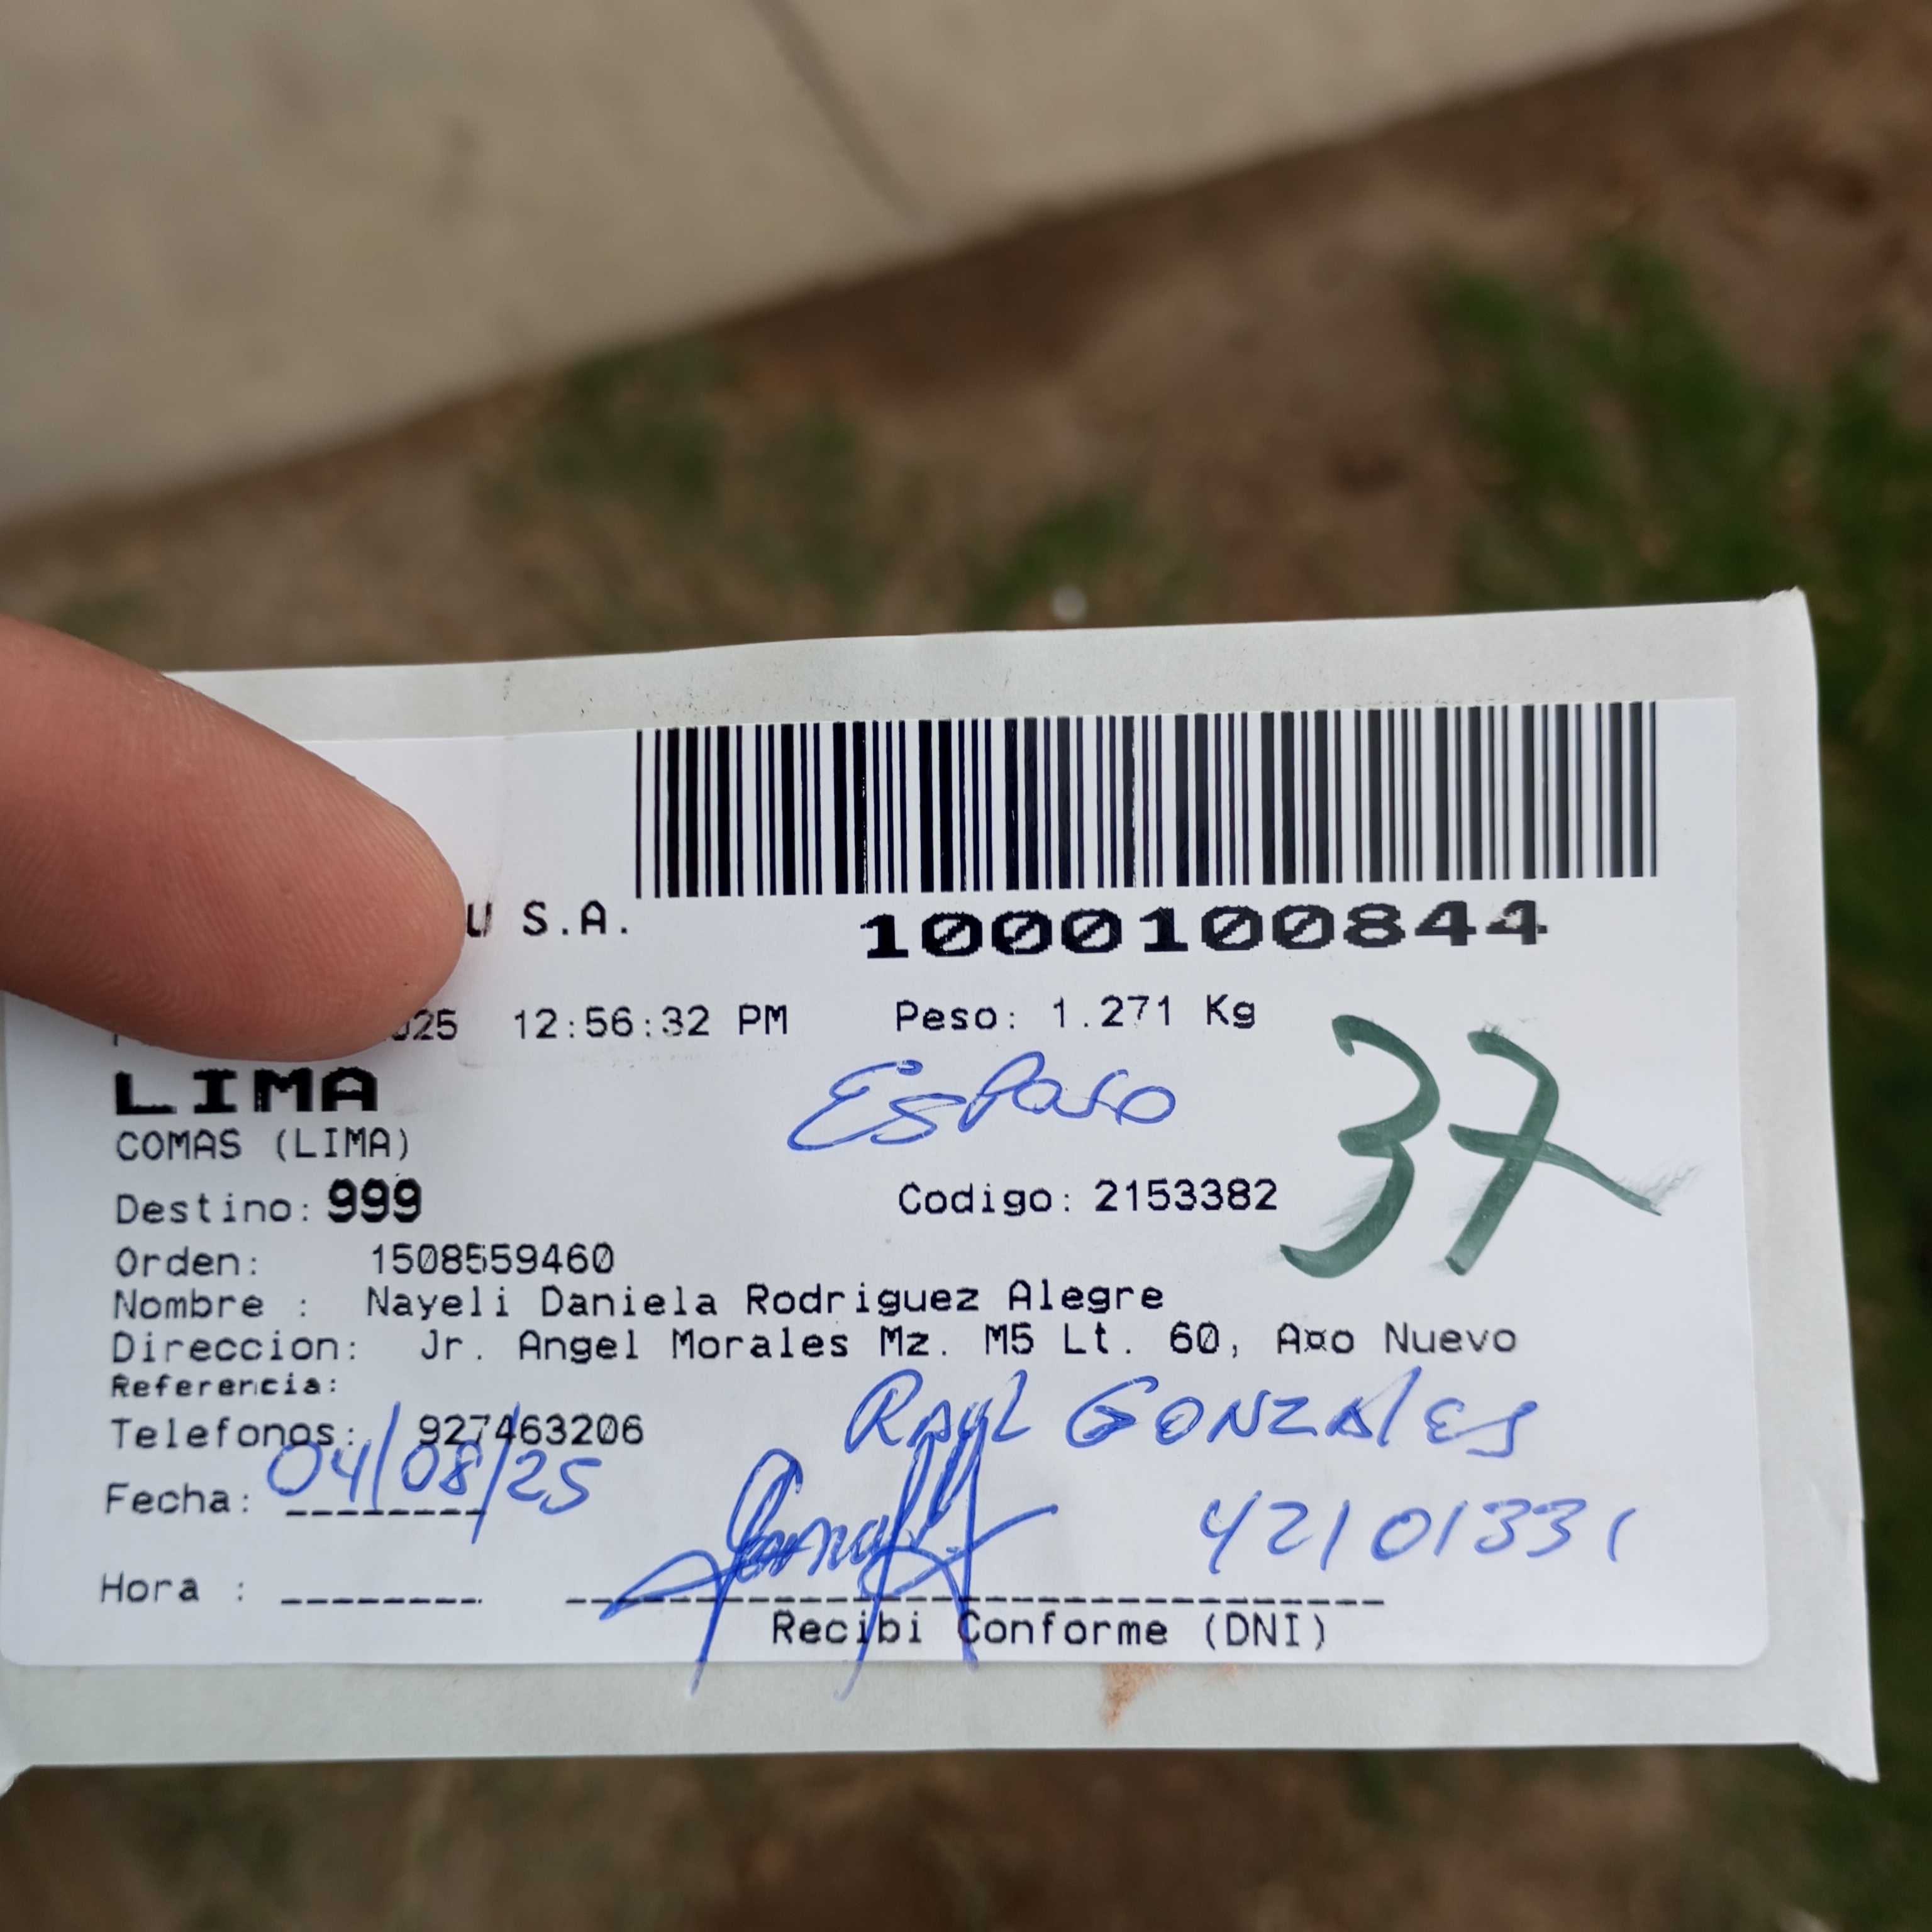 U S.A.
1000100844
025 12:56:32 PM Peso: 1.271 Kg
LIMA
37
COMAS (LIMA)
Esposo
Destino: 999 Codigo: 2153382
Orden: 1508559460
Nombre : Nayeli Daniela Rodriguez Alegre
Direccion: Jr. Angel Morales Mz. M5 Lt. 60, A¤o Nuevo
Referencia:
Telefonos: 927463206
RAUL GONZALES
Fecha: 04/08/25
42101331
Hora :
Recibi Conforme (DNI)